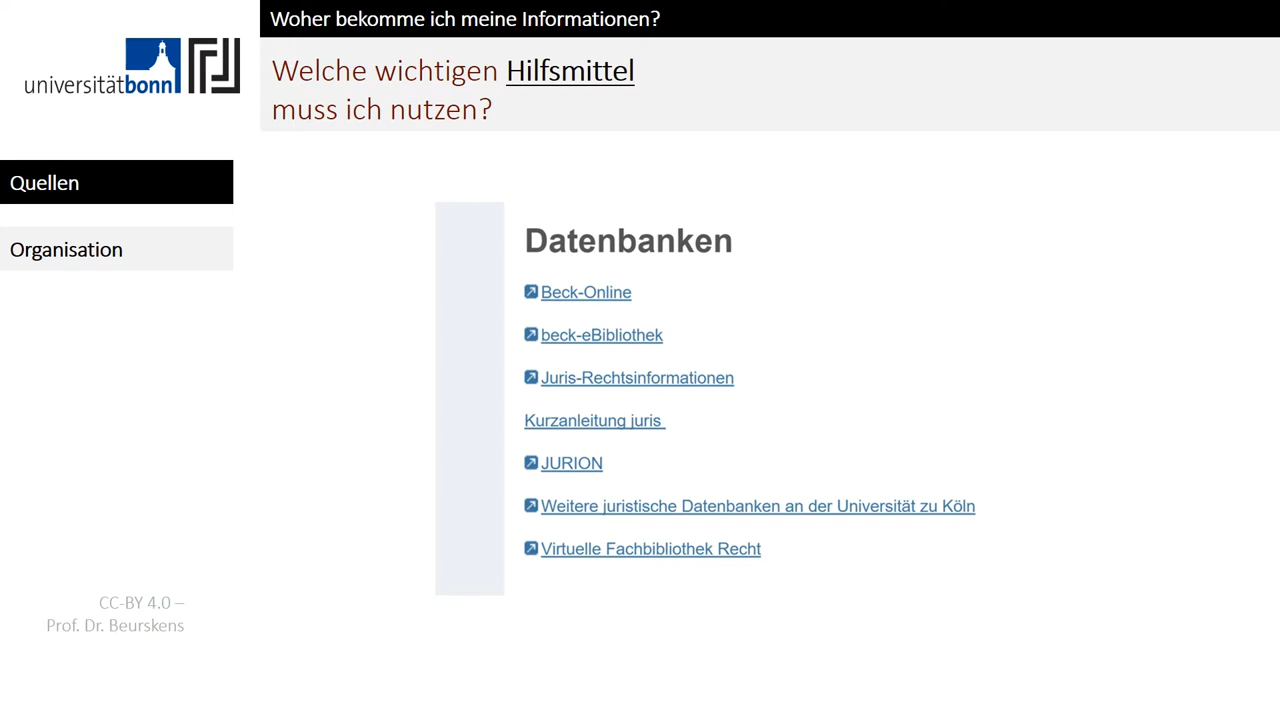 Woher bekomme ich meine Informationen?
universitätbonn
Welche wichtigen Hilfsmittel
muss ich nutzen?
Quellen
Organisation
Datenbanken
Beck-Online
beck-eBibliothek
Juris-Rechtsinformationen
Kurzanleitung juris
JURION
Weitere juristische Datenbanken an der Universität zu Köln
Virtuelle Fachbibliothek Recht
CC-BY 4.0 –
Prof. Dr. Beurskens